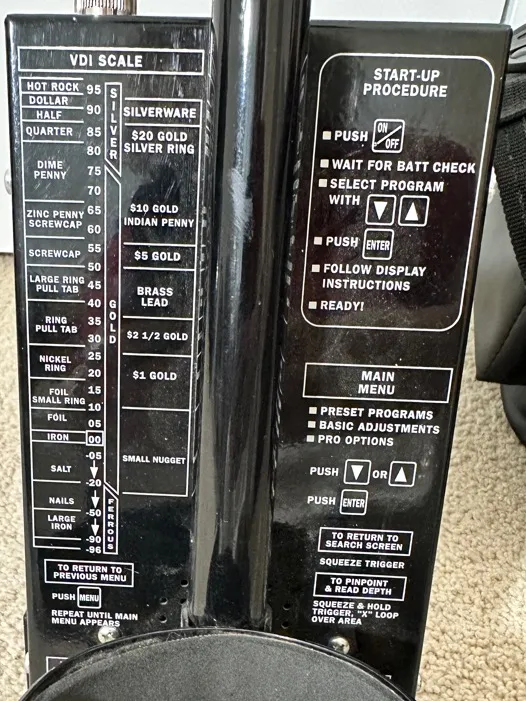 VDI SCALE
HOT ROCK
DOLLAR
HALF
QUARTER
DIME
PENNY
ZINC PENNY
SCREWCAP
SCREWCAP
LARGE RING
PULL TAB
RING
PULL TAB
NICKEL
RING
FOIL
SMALL RING
FOIL
IRON
SALT
NAILS
LARGE
IRON
95
90
85
80
75
70
65
60
55
50
45
40
35
30
25
20
15
10
05
00
-05
-20
-50
-90
-96
SILVER
GOLD
FERROUS
SILVERWARE
$20 GOLD
SILVER RING
$10 GOLD
INDIAN PENNY
$5 GOLD
BRASS
LEAD
$2 1/2 GOLD
$1 GOLD
SMALL NUGGET
TO RETURN TO
PREVIOUS MENU
PUSH MENU
REPEAT UNTIL MAIN
MENU APPEARS
START-UP
PROCEDURE
PUSH ON/OFF
WAIT FOR BATT CHECK
SELECT PROGRAM
WITH
PUSH ENTER
FOLLOW DISPLAY
INSTRUCTIONS
READY!
MAIN
MENU
PRESET PROGRAMS
BASIC ADJUSTMENTS
PRO OPTIONS
PUSH OR
PUSH ENTER
TO RETURN TO
SEARCH SCREEN
SQUEEZE TRIGGER
TO PINPOINT
& READ DEPTH
SQUEEZE & HOLD
TRIGGER, "X" LOOP
OVER AREA